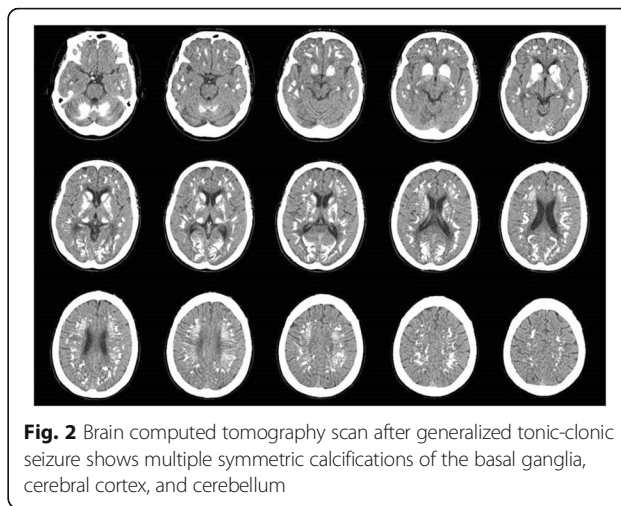 Fig. 2 Brain computed tomography scan after generalized tonic-clonic
seizure shows multiple symmetric calcifications of the basal ganglia,
cerebral cortex, and cerebellum